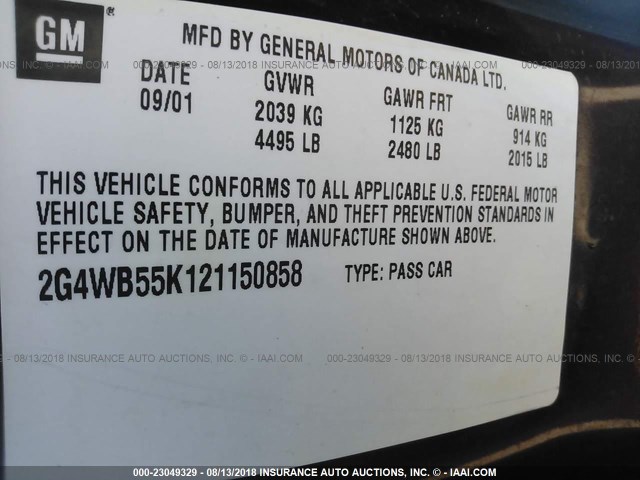 GM
MFD BY GENERAL MOTORS OF CANADA LTD.
DATE GVWR GAWR FRT GAWR RR
09/01 2039 KG 1125 KG 914 KG
4495 LB 2480 LB 2015 LB
THIS VEHICLE CONFORMS TO ALL APPLICABLE U.S. FEDERAL MOTOR
VEHICLE SAFETY, BUMPER, AND THEFT PREVENTION STANDARDS IN
EFFECT ON THE DATE OF MANUFACTURE SHOWN ABOVE.
2G4WB55K121150858 TYPE: PASS CAR
000-23049329 - 08/13/2018 INSURANCE AUTO AUCTIONS, INC. - © - IAAI.COM